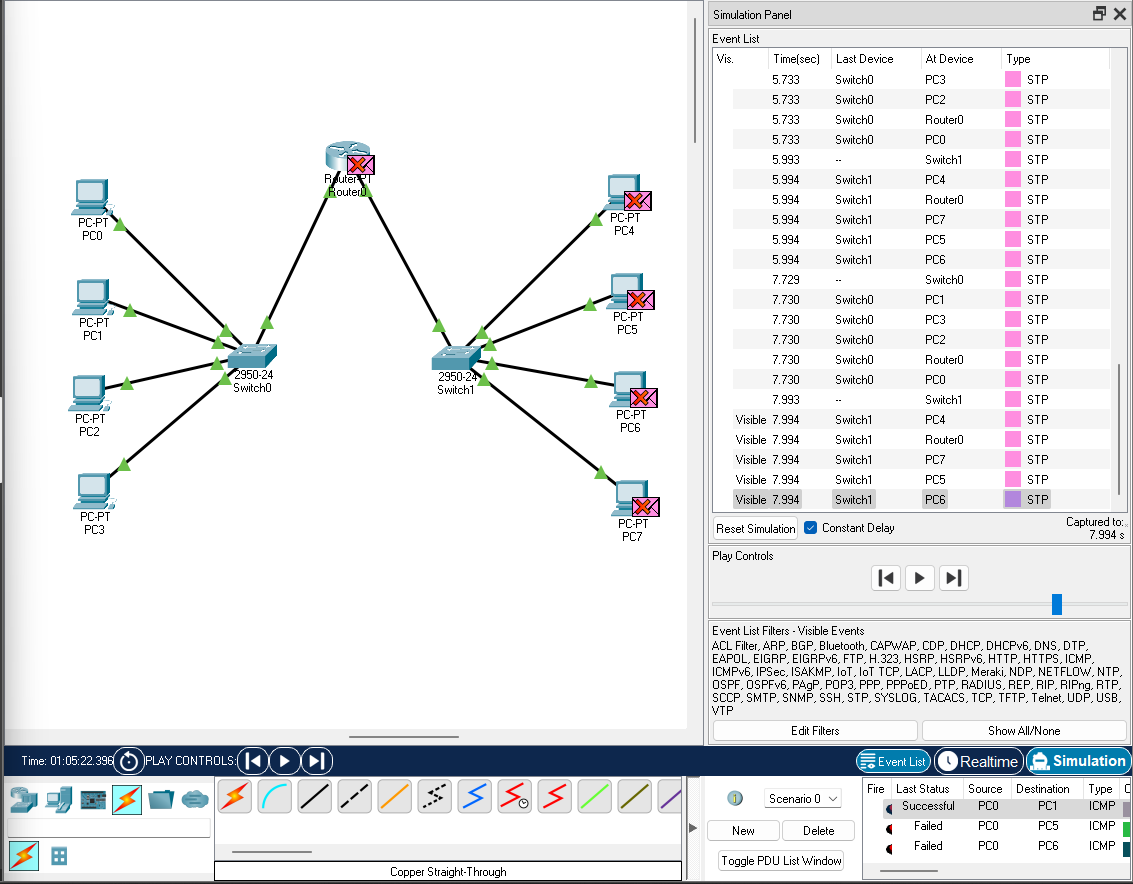 Simulation Panel
Event List
Vis. Time(sec) Last Device At Device Type
5.733 Switch0 PC3 STP
5.733 Switch0 PC2 STP
5.733 Switch0 Router0 STP
5.733 Switch0 PC0 STP
5.993 -- Switch1 STP
5.994 Switch1 PC4 STP
5.994 Switch1 Router0 STP
5.994 Switch1 PC7 STP
5.994 Switch1 PC5 STP
5.994 Switch1 PC6 STP
7.729 -- Switch0 STP
7.730 Switch0 PC1 STP
7.730 Switch0 PC3 STP
7.730 Switch0 PC2 STP
7.730 Switch0 Router0 STP
7.730 Switch0 PC0 STP
7.993 -- Switch1 STP
Visible 7.994 Switch1 PC4 STP
Visible 7.994 Switch1 Router0 STP
Visible 7.994 Switch1 PC7 STP
Visible 7.994 Switch1 PC5 STP
Visible 7.994 Switch1 PC6 STP
Reset Simulation Constant Delay
Captured to:
7.994 s
Play Controls
Event List Filters - Visible Events
ACL Filter, ARP, BGP, Bluetooth, CAPWAP, CDP, DHCP, DHCPv6, DNS, DTP,
EAPOL, EIGRP, EIGRPv6, FTP, H.323, HSRP, HSRPv6, HTTP, HTTPS, ICMP,
ICMPv6, IPSec, ISAKMP, IoT, IoT TCP, LACP, LLDP, Meraki, NDP, NETFLOW, NTP,
OSPF, OSPFv6, PAgP, POP3, PPP, PPPoED, PTP, RADIUS, REP, RIP, RIPng, RTP,
SCCP, SMTP, SNMP, SSH, STP, SYSLOG, TACACS, TCP, TFTP, Telnet, UDP, USB,
VTP
Edit Filters Show All/None
Router-PT
Router0
PC-PT
PC0
PC-PT
PC1
PC-PT
PC2
PC-PT
PC3
2950-24
Switch0
2950-24
Switch1
PC-PT
PC4
PC-PT
PC5
PC-PT
PC6
PC-PT
PC7
Time: 01:05:22.396 PLAY CONTROLS:
Event List Realtime Simulation
Copper Straight-Through
Scenario 0
New Delete
Toggle PDU List Window
Fire Last Status Source Destination Type
Successful PC0 PC1 ICMP
Failed PC0 PC5 ICMP
Failed PC0 PC6 ICMP